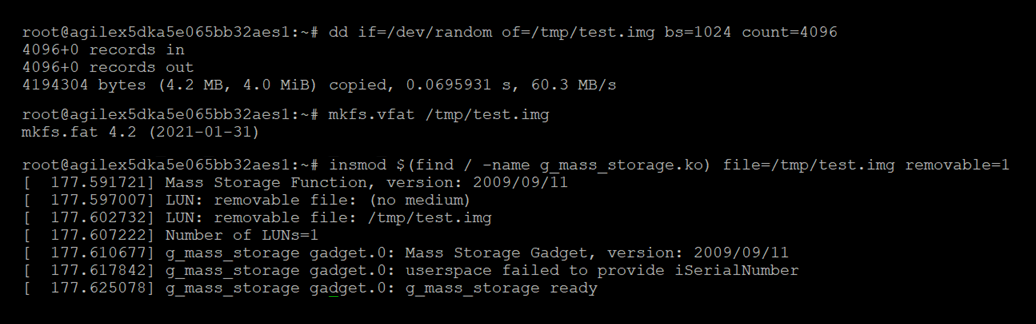 root@agilex5dka5e065bb32aes1:~# dd if=/dev/random of=/tmp/test.img bs=1024 count=4096
4096+0 records in
4096+0 records out
4194304 bytes (4.2 MB, 4.0 MiB) copied, 0.0695931 s, 60.3 MB/s
root@agilex5dka5e065bb32aes1:~# mkfs.vfat /tmp/test.img
mkfs.fat 4.2 (2021-01-31)
root@agilex5dka5e065bb32aes1:~# insmod $(find / -name g_mass_storage.ko) file=/tmp/test.img removable=1
[  177.591721] Mass Storage Function, version: 2009/09/11
[  177.597007] LUN: removable file: (no medium)
[  177.602732] LUN: removable file: /tmp/test.img
[  177.607222] Number of LUNs=1
[  177.610677] g_mass_storage gadget.0: Mass Storage Gadget, version: 2009/09/11
[  177.617842] g_mass_storage gadget.0: userspace failed to provide iSerialNumber
[  177.625078] g_mass_storage gadget.0: g_mass_storage ready